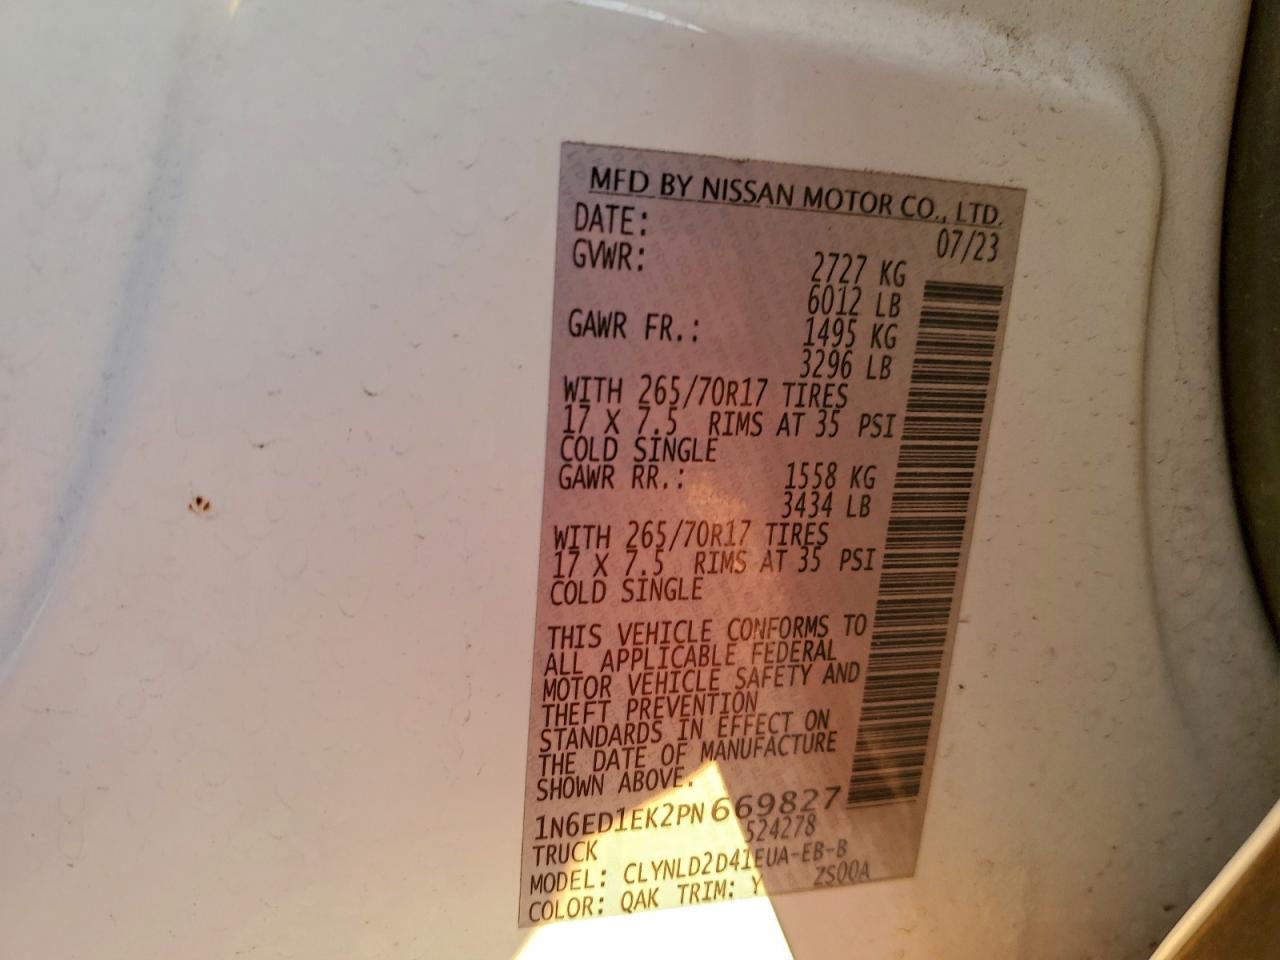 MFD BY NISSAN MOTOR CO., LTD.
DATE: 07/23
GVWR: 2727 KG
6012 LB
GAWR FR.: 1495 KG
3296 LB
WITH 265/70R17 TIRES
17 X 7.5 RIMS AT 35 PSI
COLD SINGLE
GAWR RR.: 1558 KG
3434 LB
WITH 265/70R17 TIRES
17 X 7.5 RIMS AT 35 PSI
COLD SINGLE
THIS VEHICLE CONFORMS TO
ALL APPLICABLE FEDERAL
MOTOR VEHICLE SAFETY AND
THEFT PREVENTION
STANDARDS IN EFFECT ON
THE DATE OF MANUFACTURE
SHOWN ABOVE.
1N6ED1EK2PN669827
TRUCK 524278
MODEL: CLYNLD2D41EUA-EB-B
COLOR: QAK TRIM: Y ZS00A